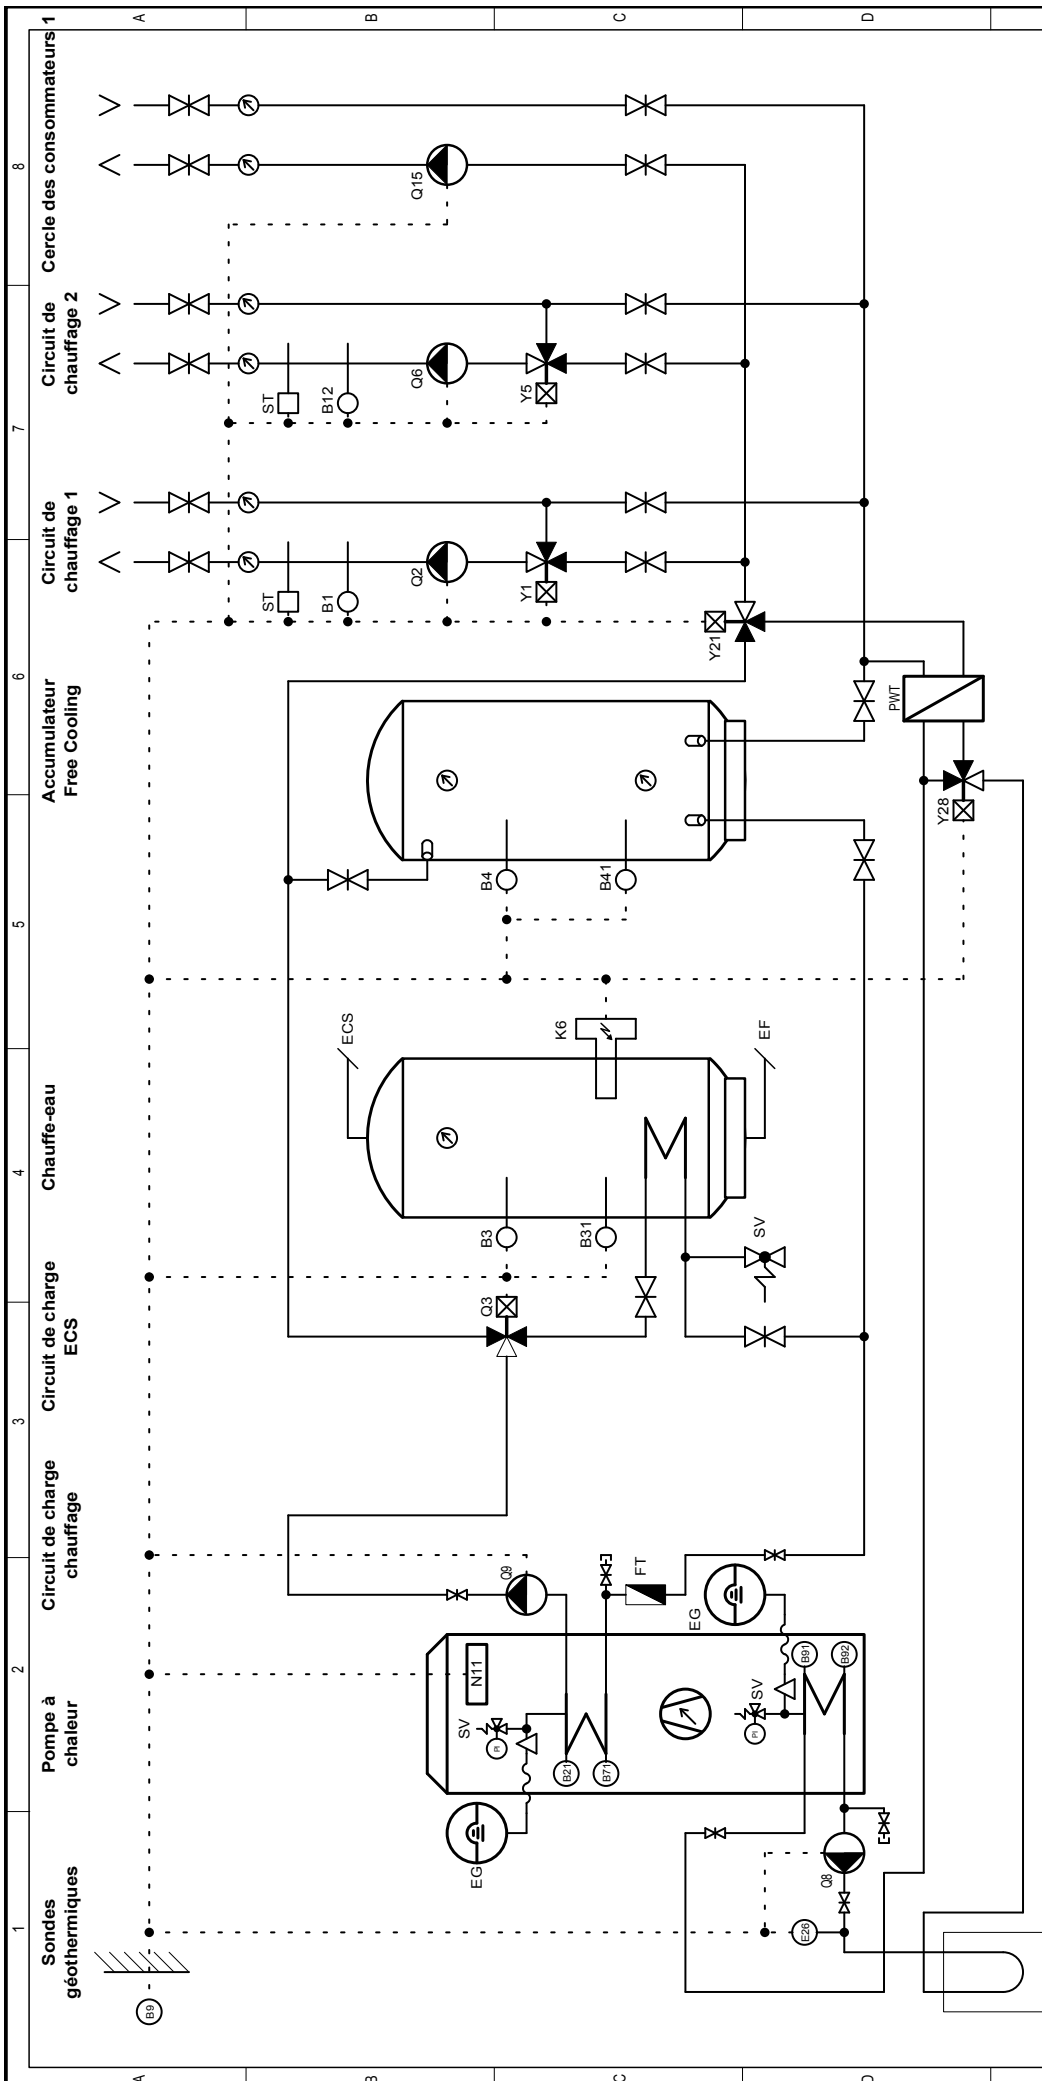 A
B
C
D
1
2
3
4
5
6
7
8
Sondes
géothermiques
Pompe à
chaleur
Circuit de charge
chauffage
Circuit de charge
ECS
Chauffe-eau
Accumulateur
Free Cooling
Circuit de
chauffage 1
Circuit de
chauffage 2
Cercle des consommateurs 1
B9
N11
SV
PI
B21
B71
EG
Q9
FT
EG
SV
PI
B91
B92
Q8
E26
Q3
B3
B31
SV
ECS
K6
EF
B4
B41
Y21
PWT
Y28
ST
B1
Q2
Y1
ST
B12
Q6
Y5
Q15
A
B
C
D